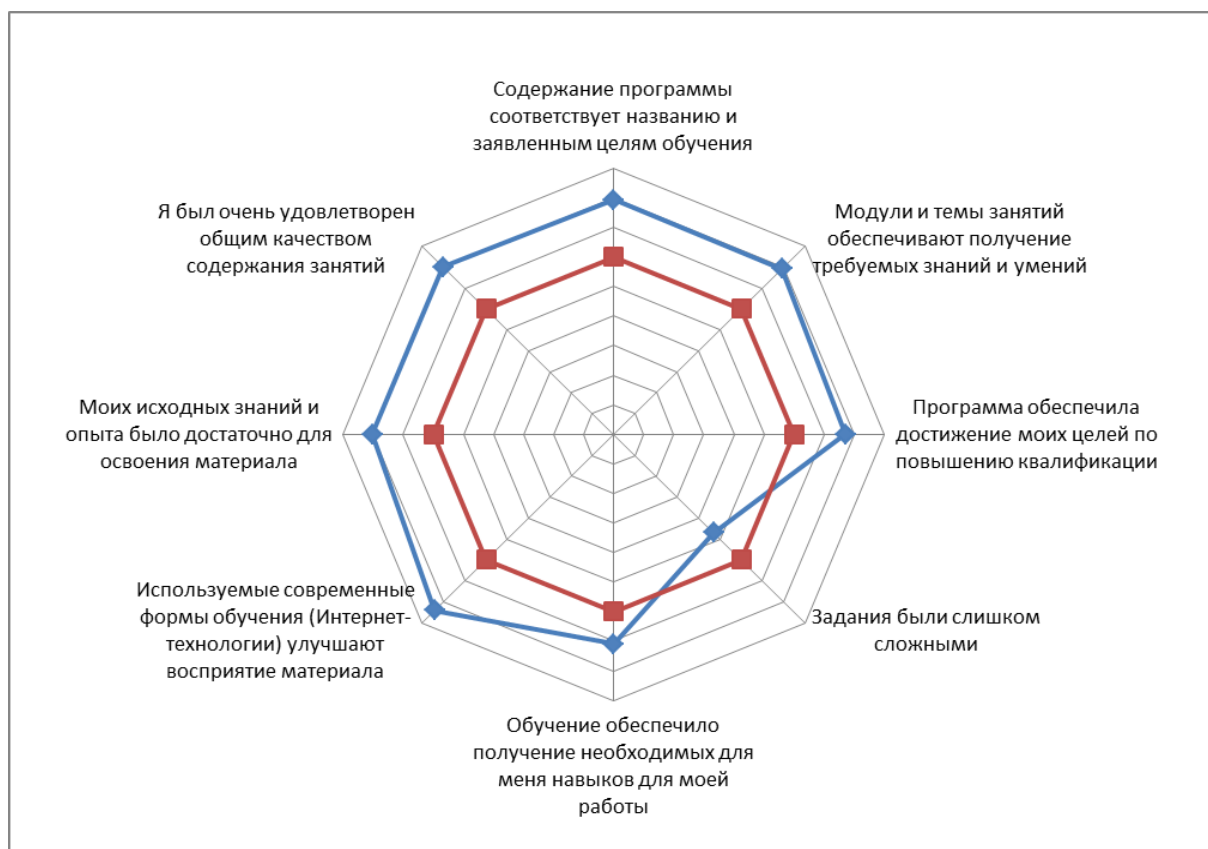 Содержание программы
соответствует названию и
заявленным целям обучения
Модули и темы занятий
обеспечивают получение
требуемых знаний и умений
Программа обеспечила
достижение моих целей по
повышению квалификации
Задания были слишком
сложными
Обучение обеспечило
получение необходимых для
меня навыков для моей
работы
Используемые современные
формы обучения (Интернет-
технологии) улучшают
восприятие материала
Моих исходных знаний и
опыта было достаточно для
освоения материала
Я был очень удовлетворен
общим качеством
содержания занятий